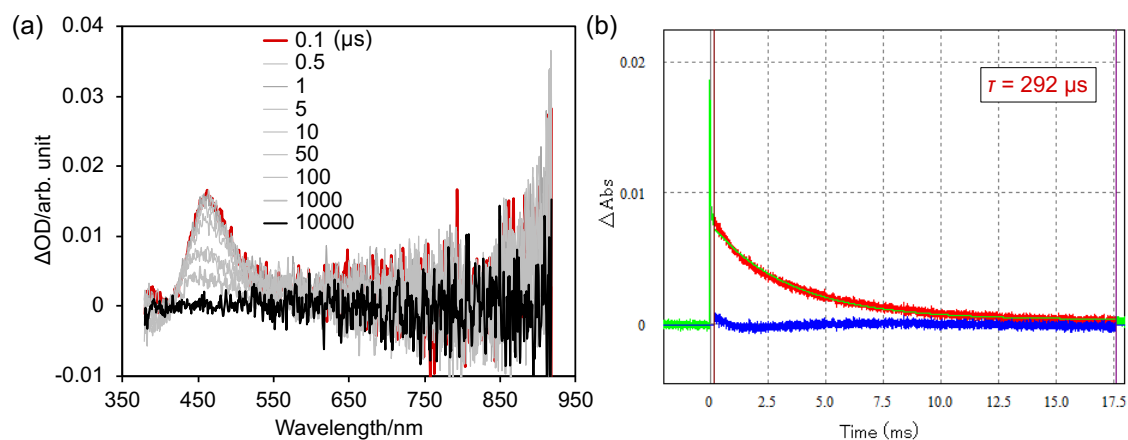 (a)
0.04
0.03
0.02
0.01
0
-0.01
ΔOD/arb. unit
0.1 (μs)
0.5
1
5
10
50
100
1000
10000
350 450 550 650 750 850 950
Wavelength/nm
(b)
0.02
0.01
0
△Abs
τ = 292 μs
0 2.5 5.0 7.5 10.0 12.5 15.0 17.5
Time (ms)